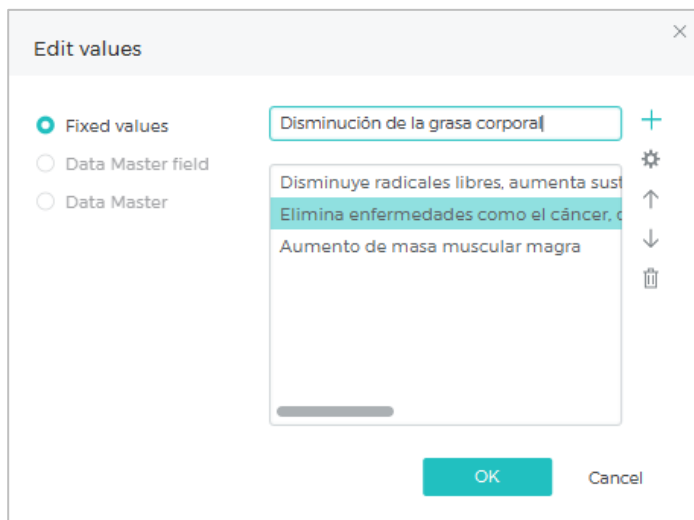 Edit values
Fixed values
Disminución de la grasa corporal
Data Master field
Data Master
Disminuye radicales libres, aumenta sust
Elimina enfermedades como el câncer,
Aumento de masa muscular magra
OK
Cancel